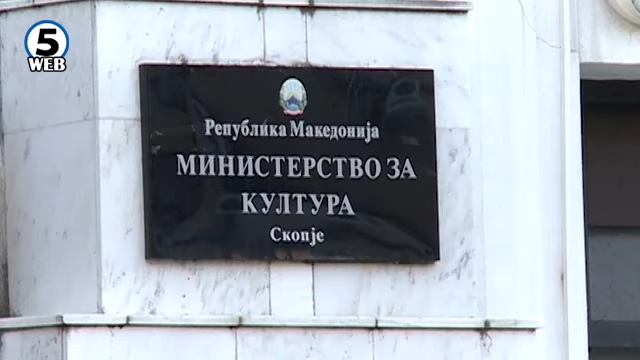 5
WEB
Република Македонија
МИНИСТЕРСТВО ЗА
КУЛТУРА
Скопје